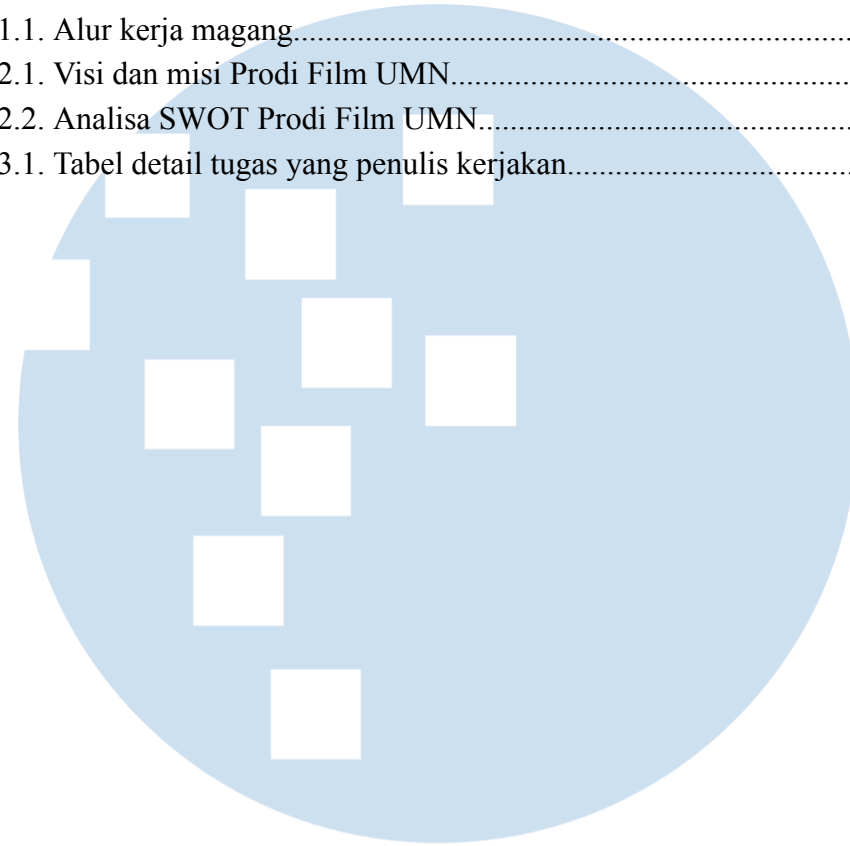 1.1. Alur kerja magang..........................................................................
2.1. Visi dan misi Prodi Film UMN.....................................................
2.2. Analisa SWOT Prodi Film UMN.................................................
3.1. Tabel detail tugas yang penulis kerjakan.....................................